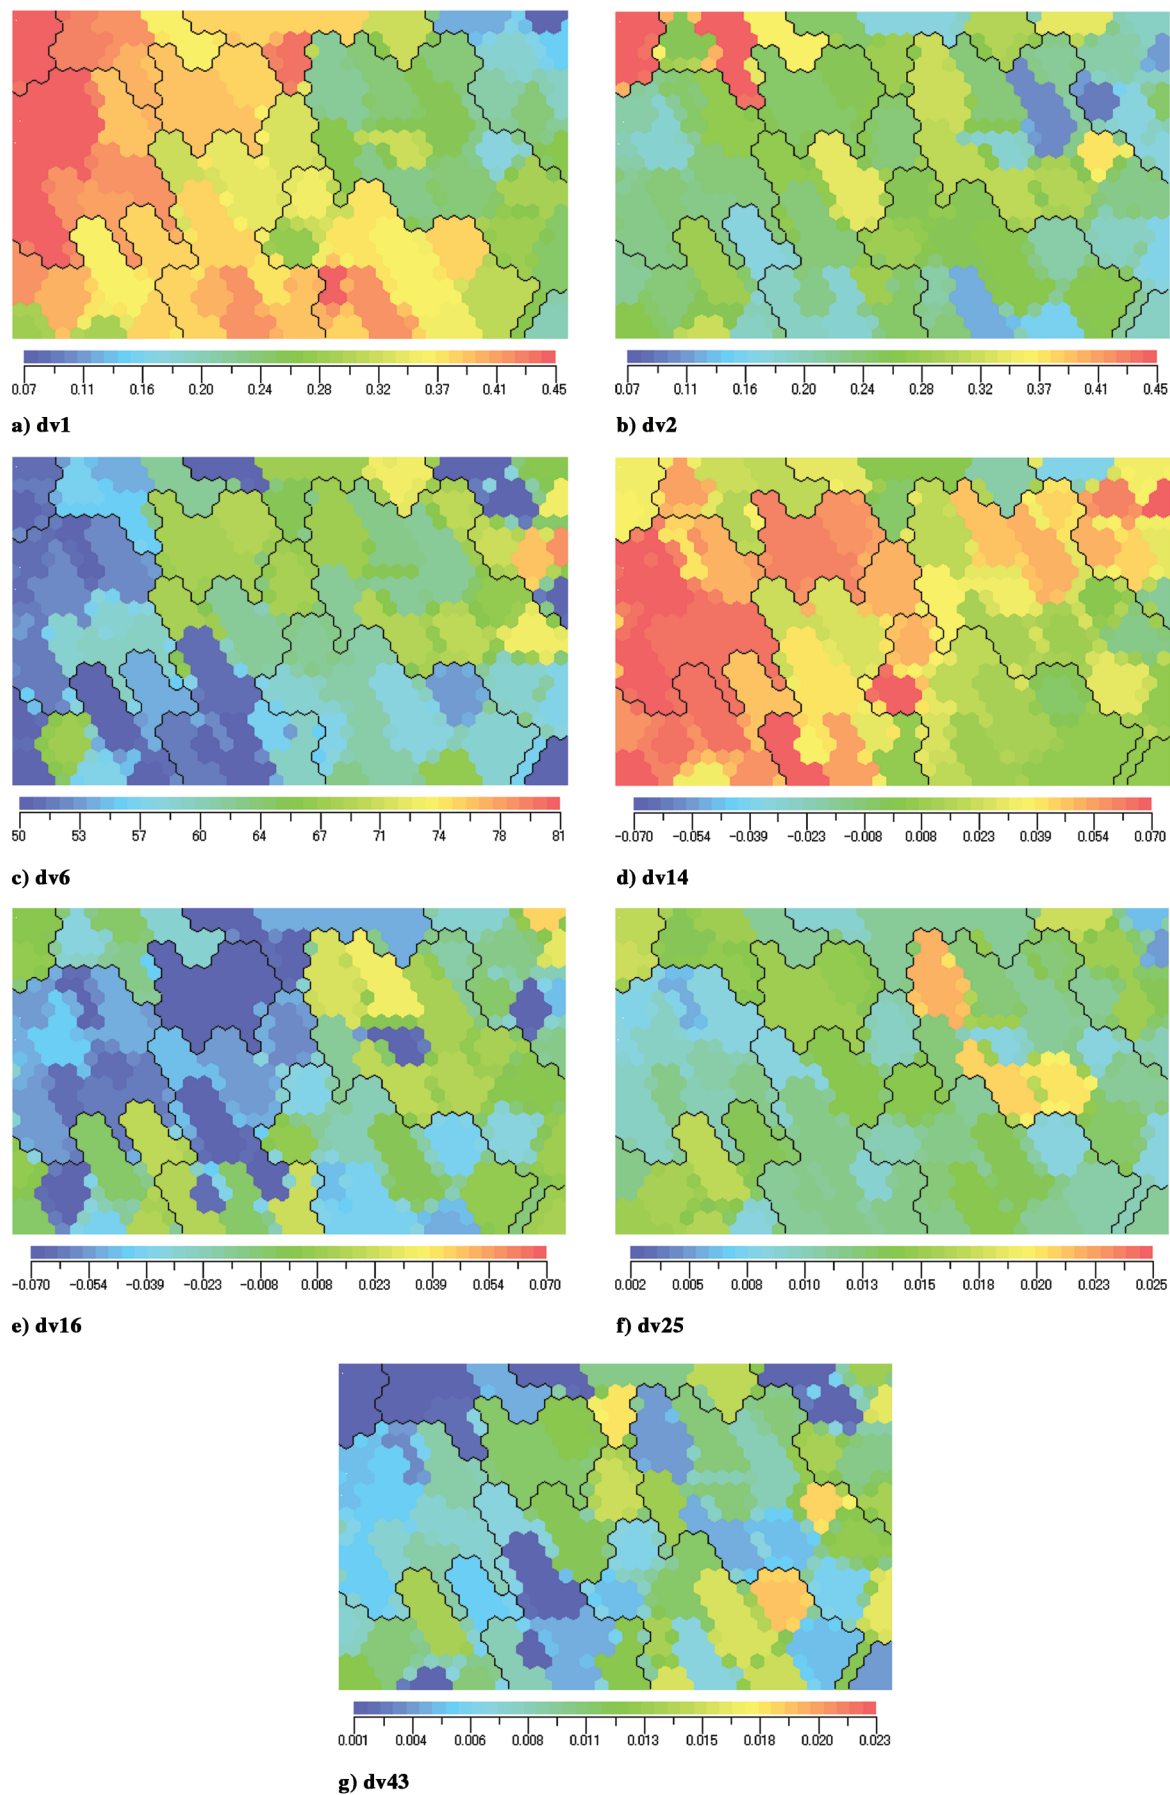 0.07 0.11 0.16 0.20 0.24 0.28 0.32 0.37 0.41 0.45
a) dv1
0.07 0.11 0.16 0.20 0.24 0.28 0.32 0.37 0.41 0.45
b) dv2
50 53 57 60 64 67 71 74 78 81
c) dv6
-0.070 -0.054 -0.039 -0.023 -0.008 0.008 0.023 0.039 0.054 0.070
d) dv14
-0.070 -0.054 -0.039 -0.023 -0.008 0.008 0.023 0.039 0.054 0.070
e) dv16
0.002 0.005 0.008 0.010 0.013 0.015 0.018 0.020 0.023 0.025
f) dv25
0.001 0.004 0.006 0.008 0.011 0.013 0.015 0.018 0.020 0.023
g) dv43